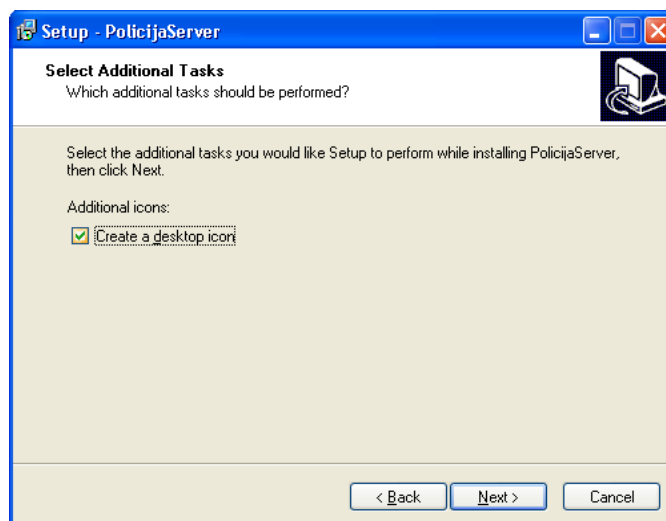 Setup - PolicijaServer
Select Additional Tasks
Which additional tasks should be performed?
Select the additional tasks you would like Setup to perform while installing PolicijaServer,
then click Next.
Additional icons:
Create a desktop icon
< Back
Next >
Cancel